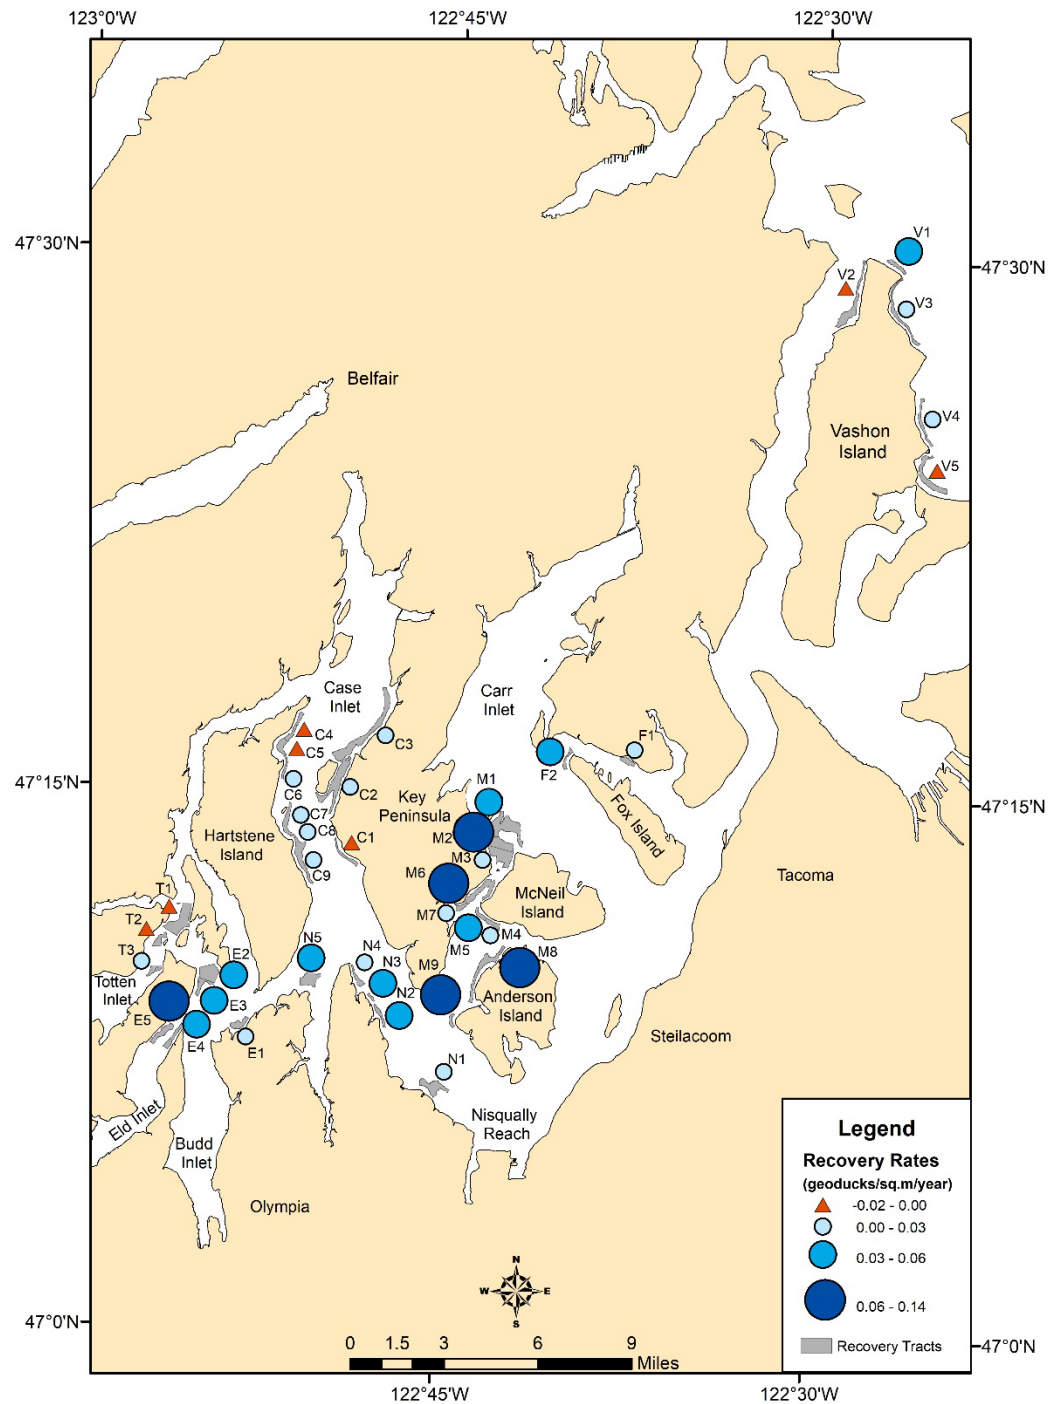 123°0'W 122°45'W 122°30'W
47°30'N
V1
47°30'N
V2
V3
Belfair
V4
Vashon
Island
V5
Case
Inlet
Carr
Inlet
C4
C3
F1
C5
F2
47°15'N
C6
C2
Key
Peninsula
M1
47°15'N
C7
C8
C1
M2
Fox Island
Hartstene
Island
M3
C9
M6
Tacoma
T1
McNeil
Island
T2
M7
M4
N5
N4
M5
T3
E2
N3
M9
M8
Totten
Inlet
E3
N2
Anderson
Island
E5
E4
E1
Steilacoom
N1
Eld Inlet
Nisqually
Reach
Budd
Inlet
Olympia
Legend
Recovery Rates
(geoducks/sq.m/year)
-0.02 - 0.00
0.00 - 0.03
0.03 - 0.06
0.06 - 0.14
Recovery Tracts
N
W E
S
47°0'N
47°0'N
0 1.5 3 6 9
Miles
122°45'W 122°30'W